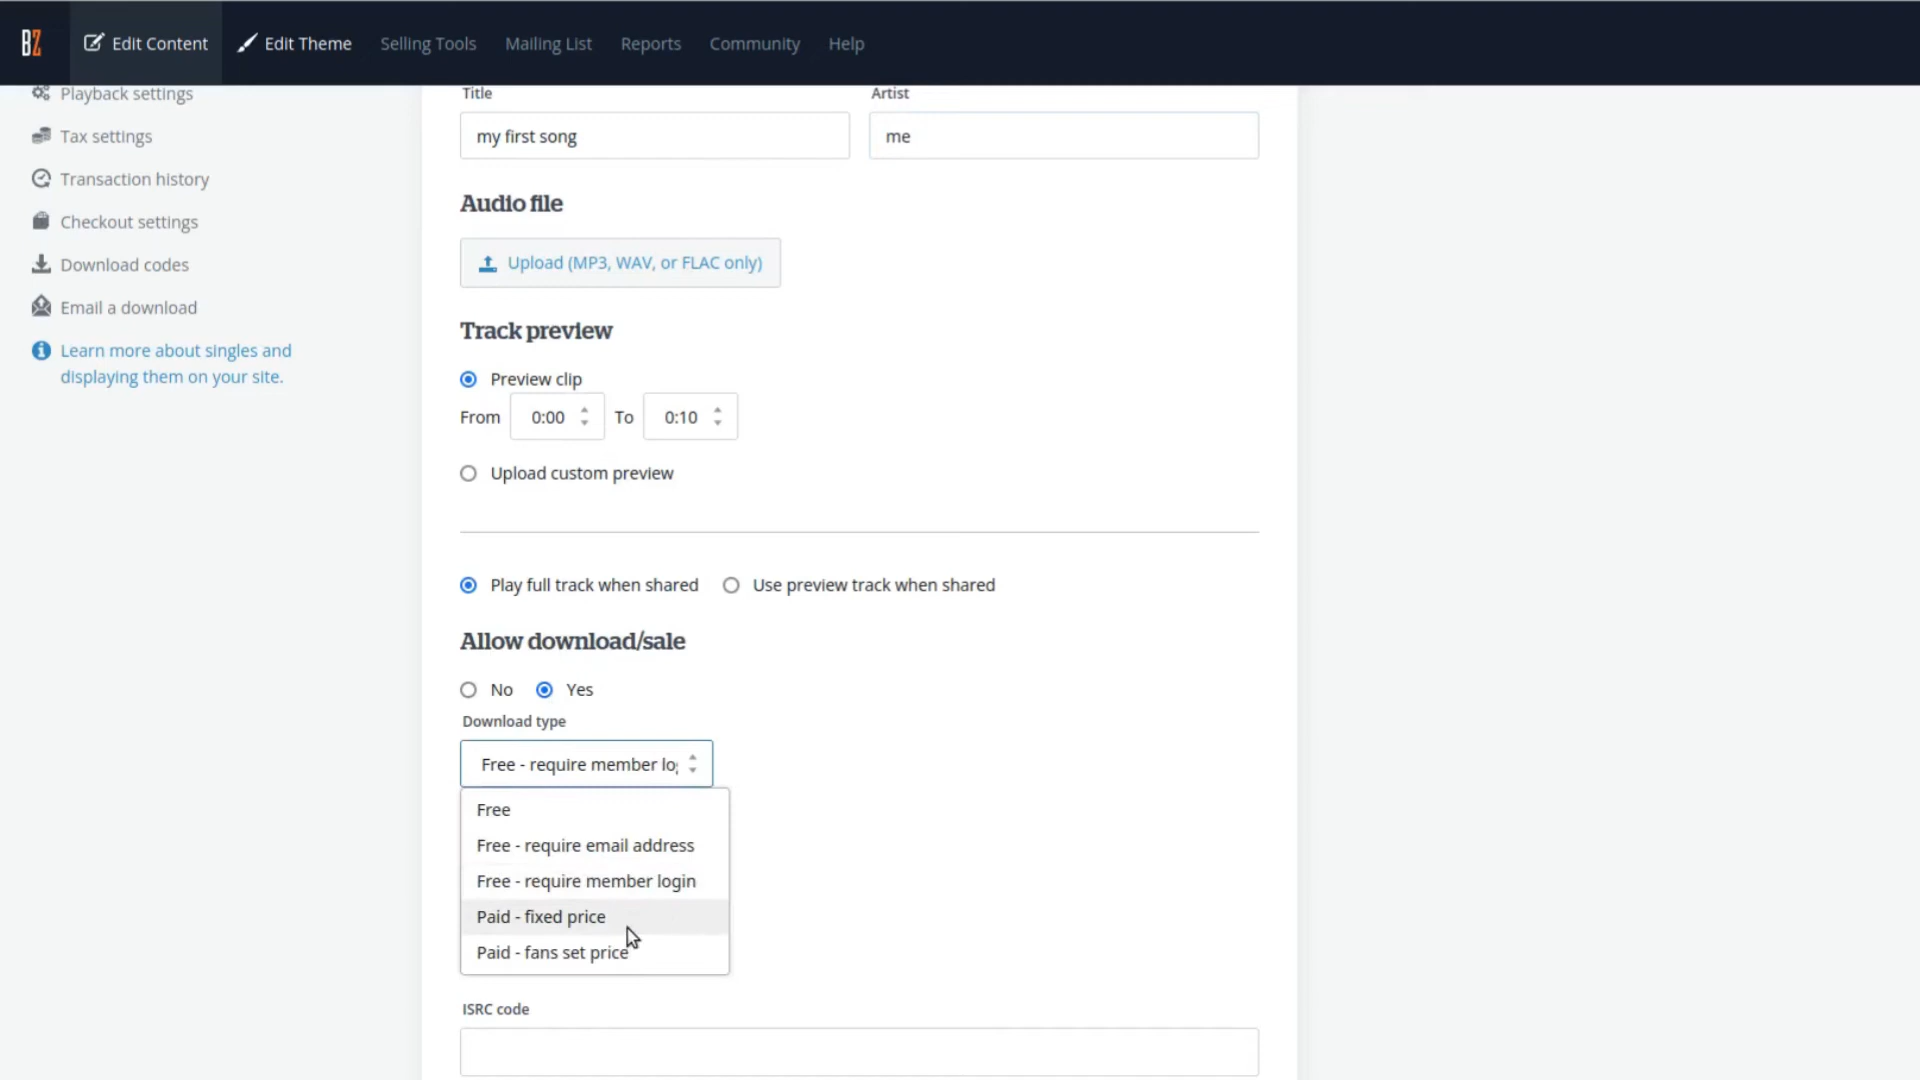 BZ
Edit Content
Edit Theme
Selling Tools
Mailing List
Reports
Community
Help
Playback settings
Tax settings
Transaction history
Checkout settings
Download codes
Email a download
Learn more about singles and
displaying them on your site.
Title
Artist
my first song
me
Audio file
Upload (MP3, WAV, or FLAC only)
Track preview
Preview clip
From 0:00 To 0:10
Upload custom preview
Play full track when shared
Use preview track when shared
Allow download/sale
No
Yes
Download type
Free - require member lo
Free
Free - require email address
Free - require member login
Paid - fixed price
Paid - fans set price
ISRC code